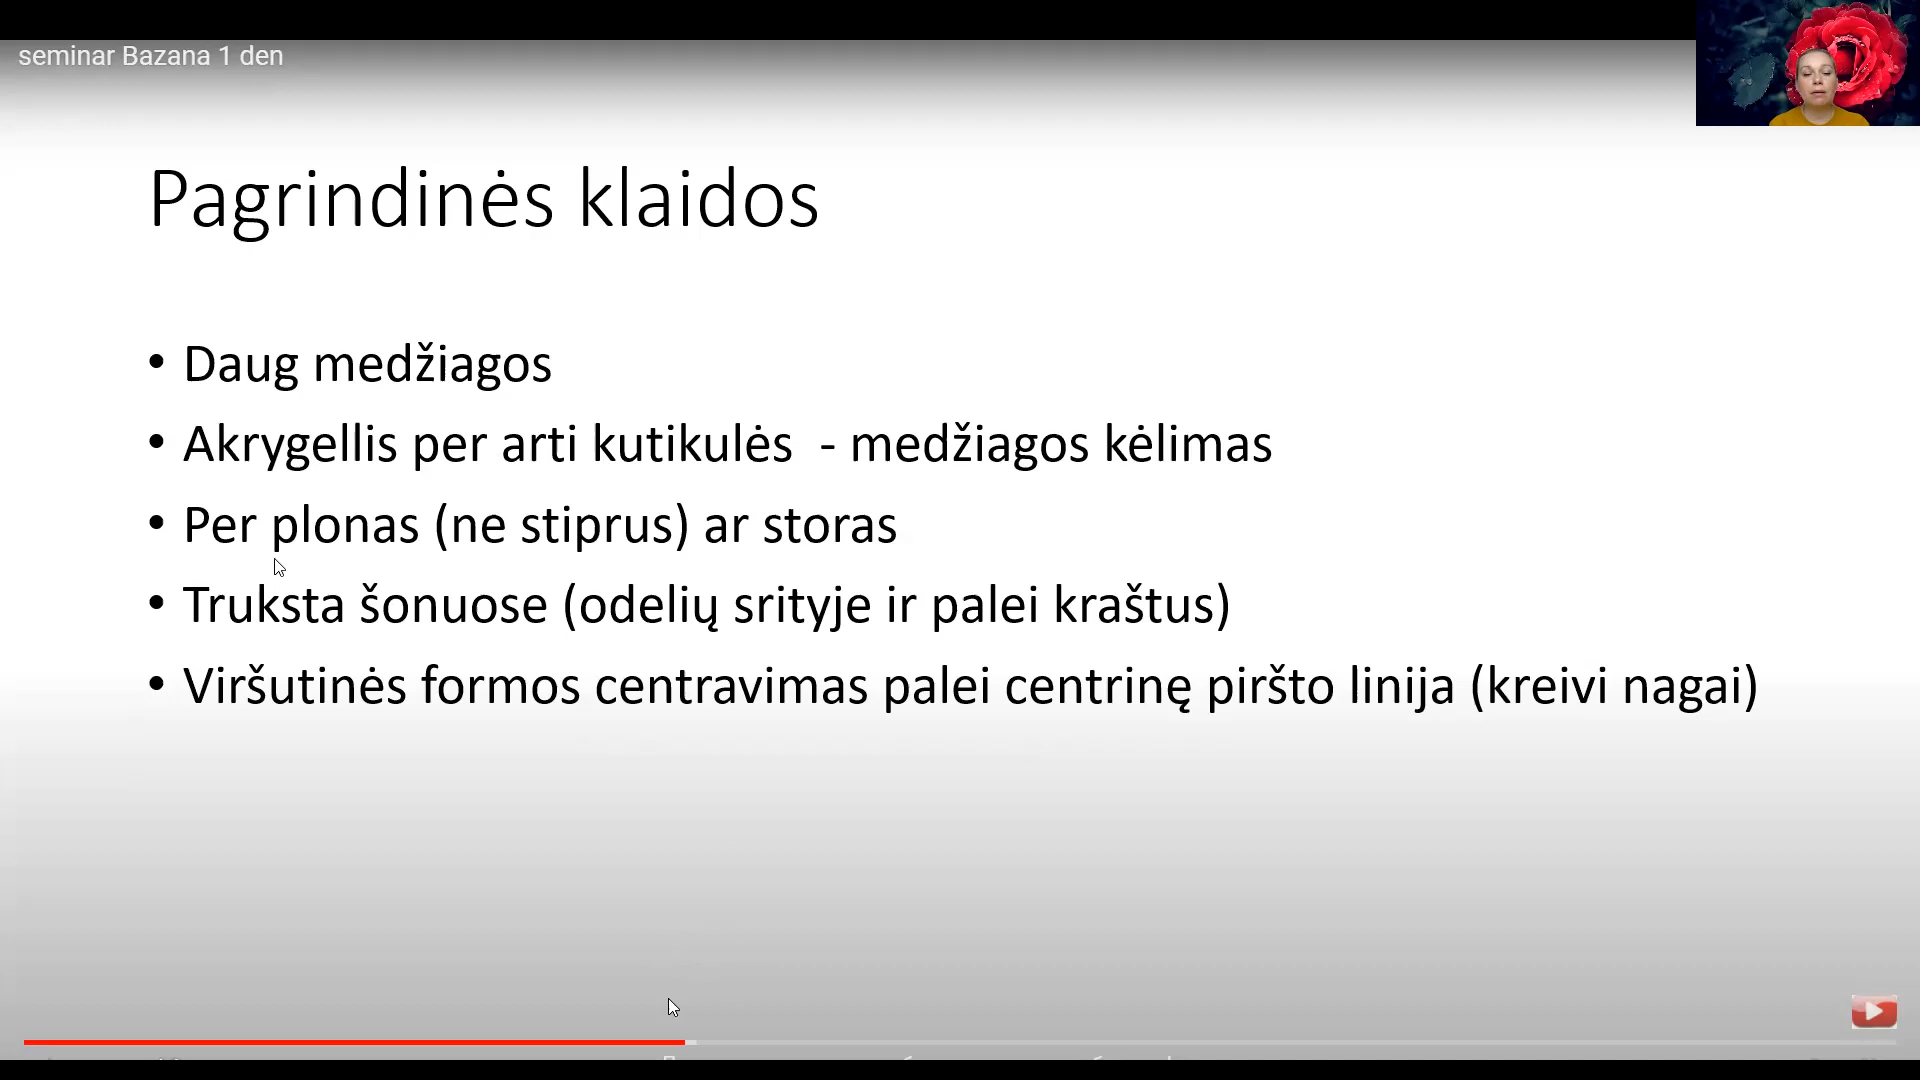 seminar Bazana 1 den
Pagrindinės klaidos
• Daug medžiagos
• Akrygellis per arti kutikulės - medžiagos kėlimas
• Per plonas (ne stiprus) ar storas
• Truksta šonuose (odelių srityje ir palei kraštus)
• Viršutinės formos centravimas palei centrinę piršto linija (kreivi nagai)